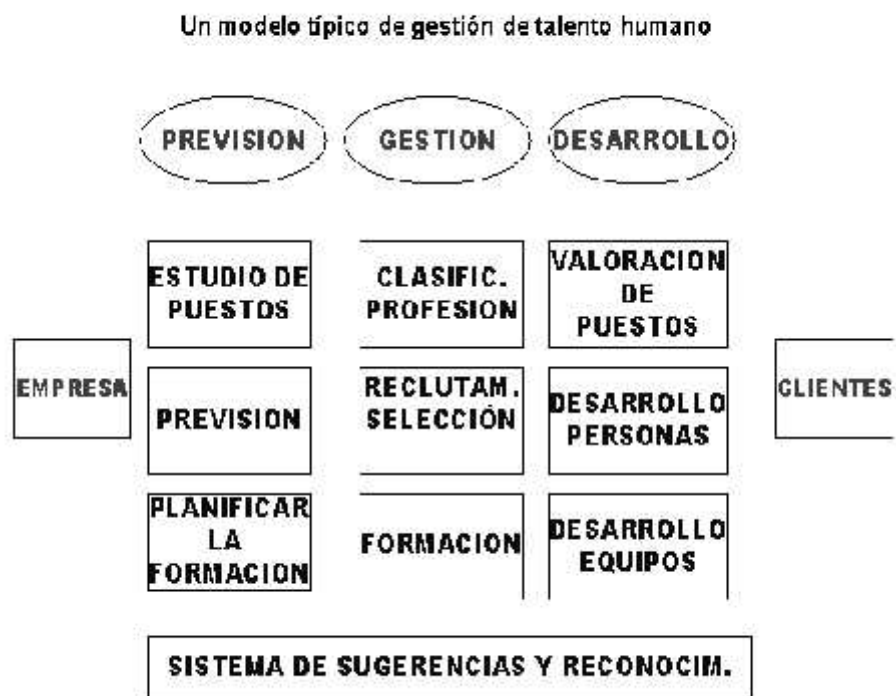 Un modelo típico de gestión de talento humano
PREVISION
GESTION
DESARROLLO
ESTUDIO DE
PUESTOS
CLASIFIC.
PROFESION
VALORACION
DE
PUESTOS
EMPRESA
PREVISION
RECLUTAM.
SELECCIÓN
DESARROLLO
PERSONAS
CLIENTES
PLANIFICAR
LA
FORMACION
FORMACION
DESARROLLO
EQUIPOS
SISTEMA DE SUGERENCIAS Y RECONOCIM.